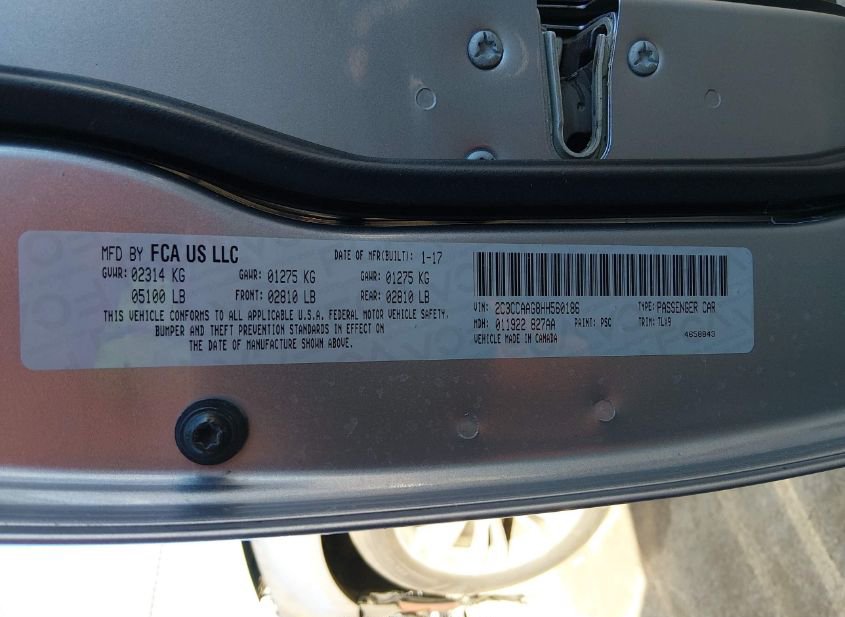 MFD BY FCA US LLC DATE OF MFR(BUILT): 1-17
GVWR: 02314 KG GAWR: 01275 KG GAWR: 01275 KG
05100 LB FRONT: 02810 LB REAR: 02810 LB
THIS VEHICLE CONFORMS TO ALL APPLICABLE U.S.A. FEDERAL MOTOR VEHICLE SAFETY,
BUMPER AND THEFT PREVENTION STANDARDS IN EFFECT ON
THE DATE OF MANUFACTURE SHOWN ABOVE.
VIN: 2C3CCAAG8HH560186 TYPE: PASSENGER CAR
MDH: 011922 827AA PAINT: PSC TRIM: TLX9
VEHICLE MADE IN CANADA 4658843